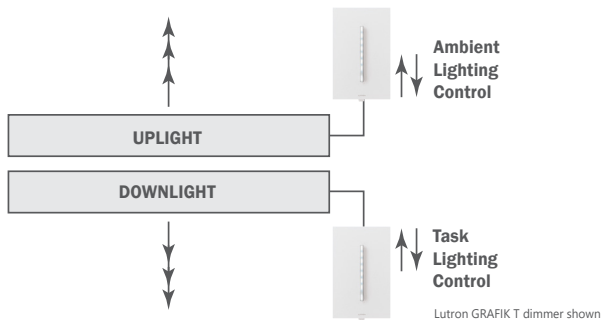 Ambient
Lighting
Control
UPLIGHT
DOWNLIGHT
Task
Lighting
Control
Lutron GRAFIK T dimmer shown